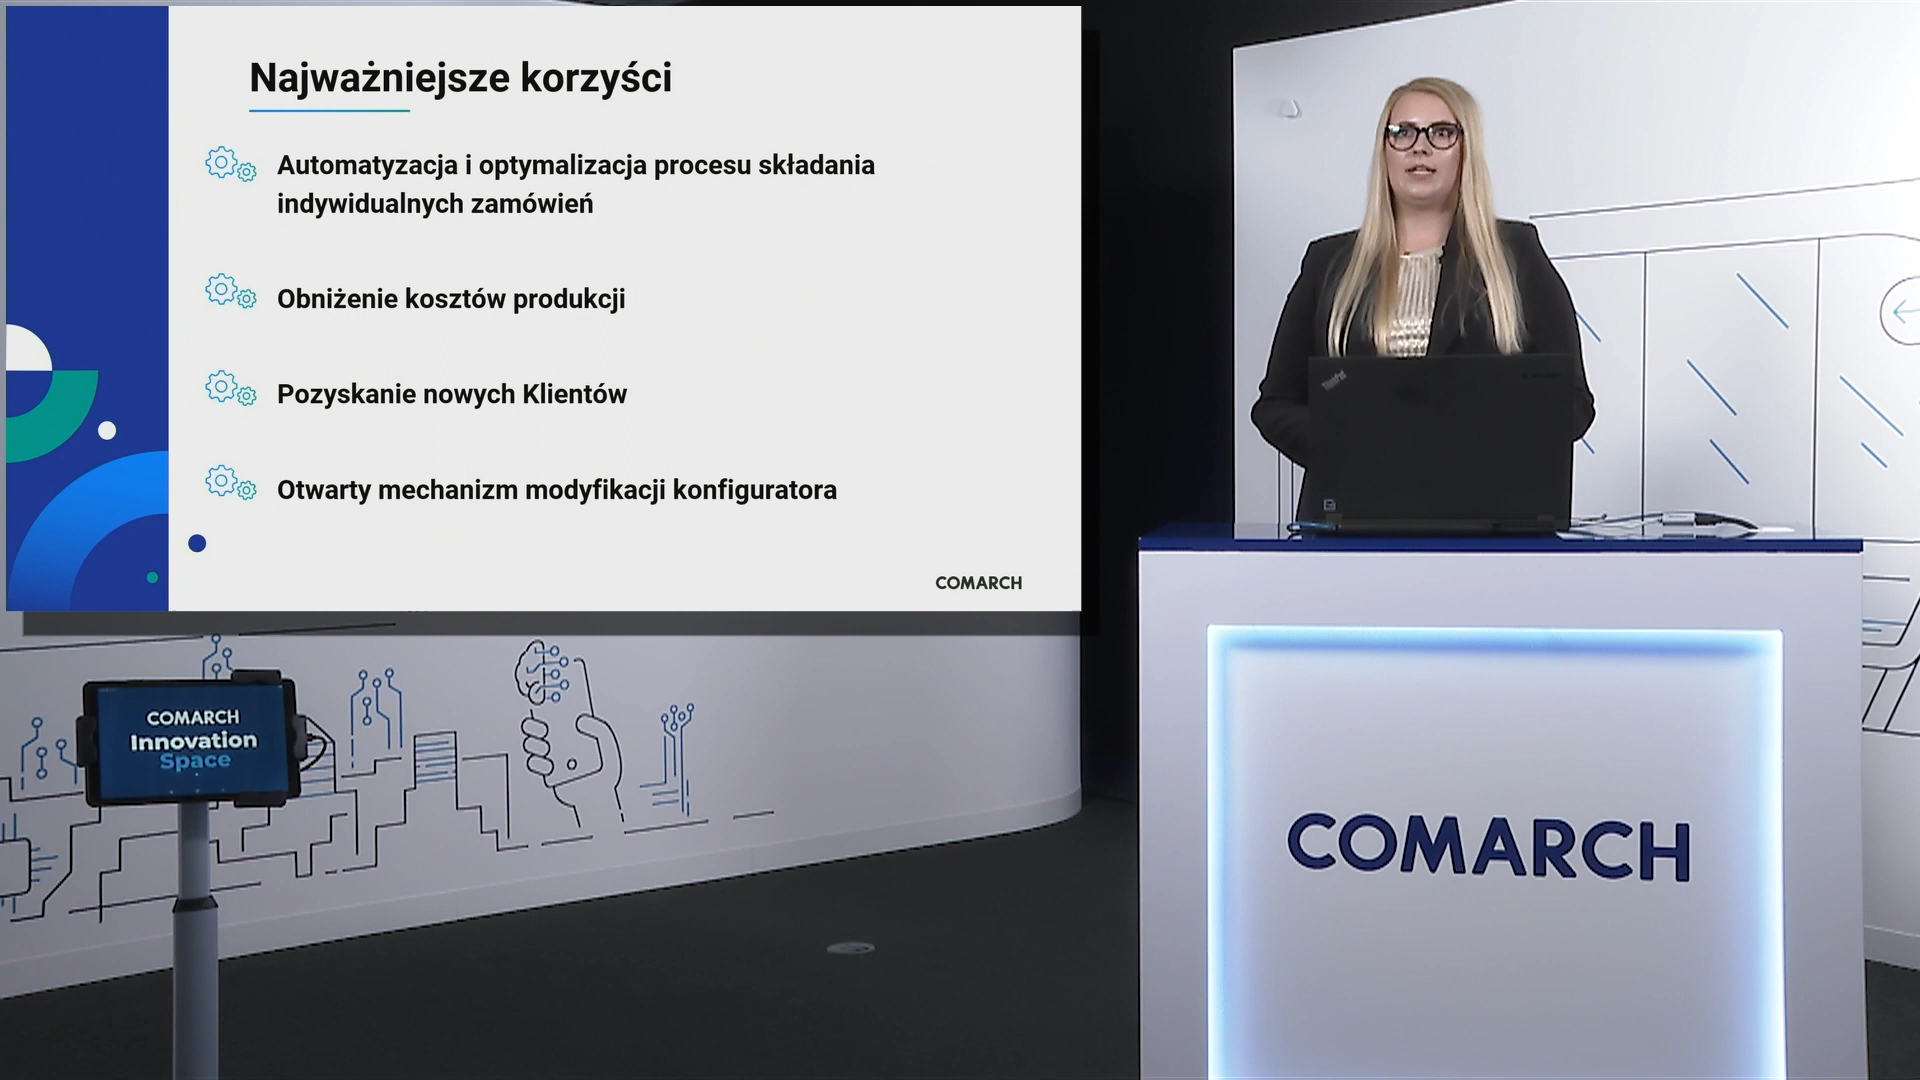 Najważniejsze korzyści
Automatyzacja i optymalizacja procesu składania
indywidualnych zamówień
Obniżenie kosztów produkcji
Pozyskanie nowych Klientów
Otwarty mechanizm modyfikacji konfiguratora
COMARCH
COMARCH
Innovation
Space
ThinkPad
COMARCH